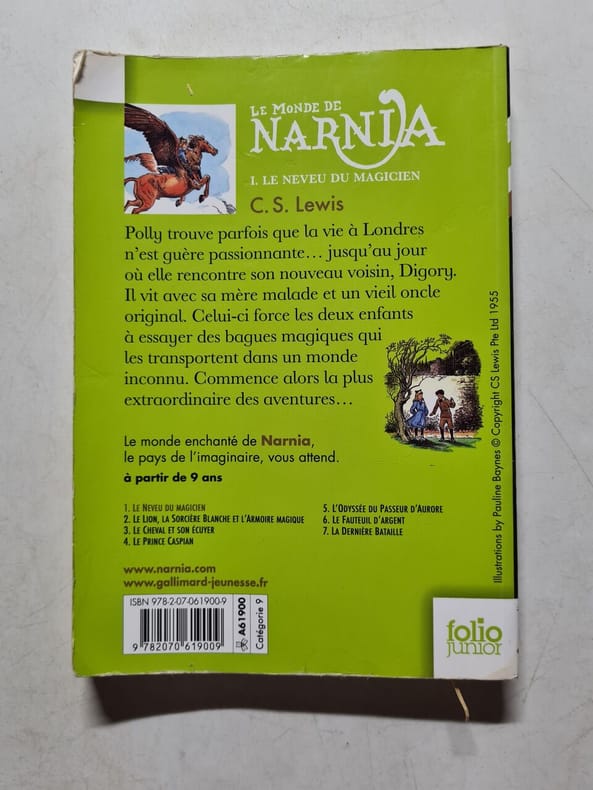 LE MONDE DE
NARNIA
1. LE NEVEU DU MAGICIEN
C. S. Lewis
Polly trouve parfois que la vie à Londres
n'est guère passionnante... jusqu'au jour
où elle rencontre son nouveau voisin, Digory.
Il vit avec sa mère malade et un vieil oncle
original. Celui-ci force les deux enfants
à essayer des bagues magiques qui
les transportent dans un monde
inconnu. Commence alors la plus
extraordinaire des aventures...
Illustrations by Pauline Baynes © Copyright CS Lewis Pte Ltd 1955
Le monde enchanté de Narnia,
le pays de l'imaginaire, vous attend.
à partir de 9 ans
1. LE NEVEU DU MAGICIEN
2. LE LION, LA SORCIÈRE BLANCHE ET L'ARMOIRE MAGIQUE
3. LE CHEVAL ET SON ÉCUYER
4. LE PRINCE CASPIAN
5. L'ODYSSÉE DU PASSEUR D'AURORE
6. LE FAUTEUIL D'ARGENT
7. LA DERNIÈRE BATAILLE
www.narnia.com
www.gallimard-jeunesse.fr
ISBN 978-2-07-061900-9
9 782070 619009
A61900
Catégorie 9
folio
junior